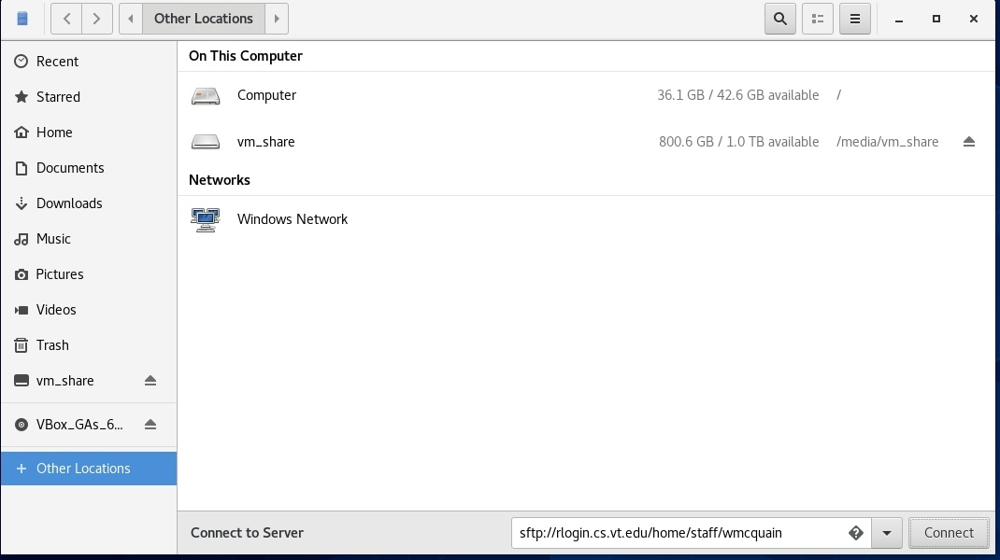 Other Locations
Recent
Starred
Home
Documents
Downloads
Music
Pictures
Videos
Trash
vm_share
VBox_GAs_6...
+ Other Locations
On This Computer
Computer 36.1 GB / 42.6 GB available /
vm_share 800.6 GB / 1.0 TB available /media/vm_share
Networks
Windows Network
Connect to Server sftp://rlogin.cs.vt.edu/home/staff/wmcquain ? Connect